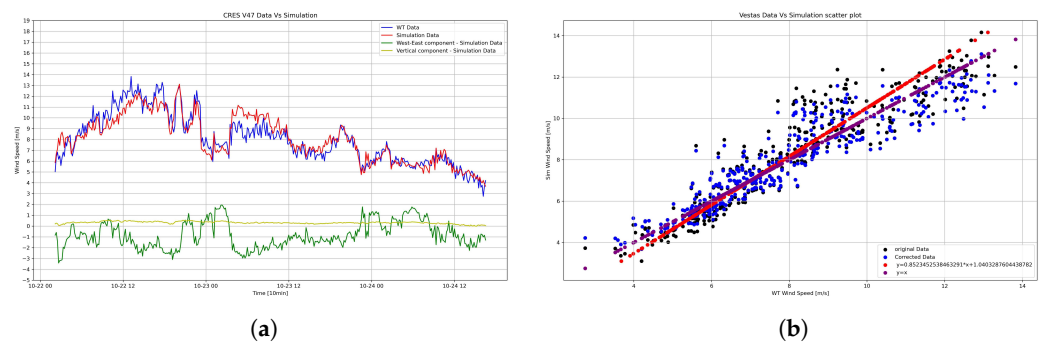 CRES V47 Data Vs Simulation
WT Data
Simulation Data
West-East component - Simulation Data
Vertical component - Simulation Data
Wind Speed [m/s]
19
18
17
16
15
14
13
12
11
10
9
8
7
6
5
4
3
2
1
0
−1
−2
−3
−4
−5
10-22 00
10-22 12
10-23 00
10-23 12
10-24 00
10-24 12
Time [10min]
(a)
Vestas Data Vs Simulation scatter plot
Sim Wind Speed [m/s]
14
12
10
8
6
4
original Data
Corrected Data
y=0.8523452538463291*x+1.0403287604438782
y=x
4
6
8
10
12
14
WT Wind Speed [m/s]
(b)